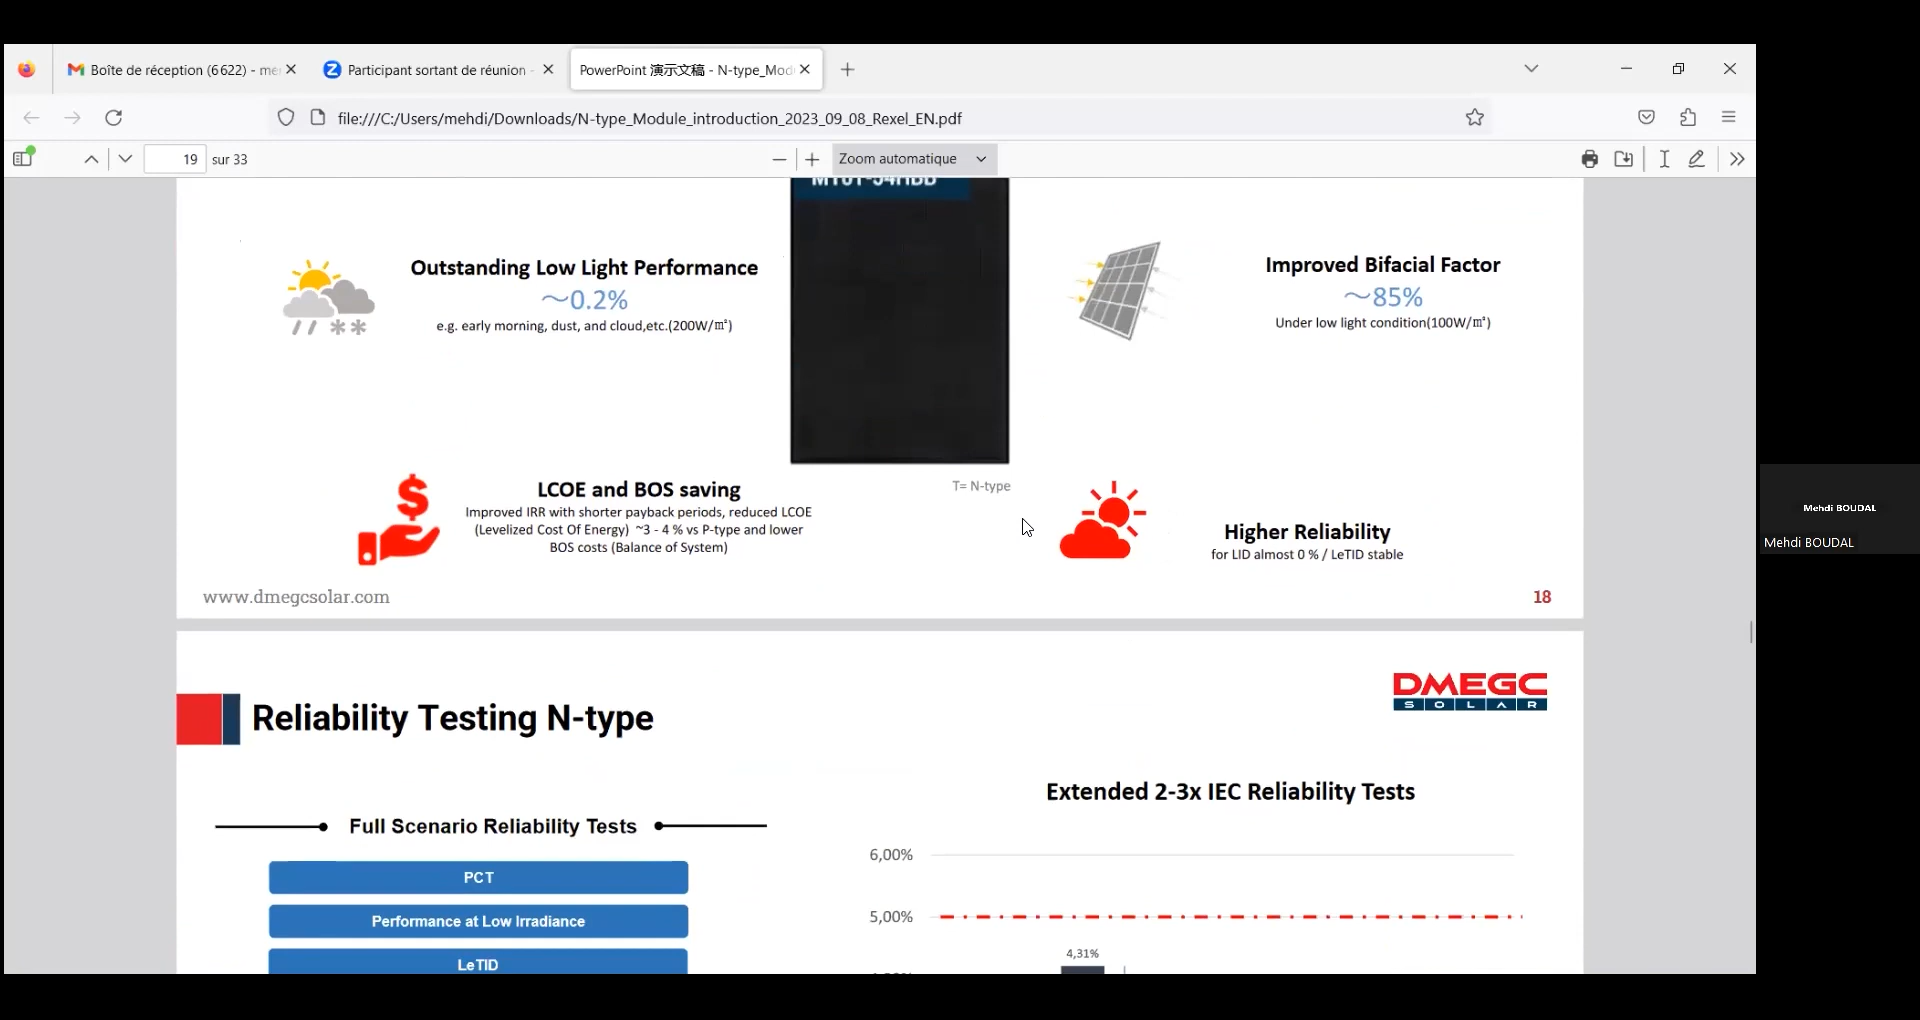 Boîte de réception (6 622) - me
Participant sortant de réunion -
PowerPoint 演示文稿 - N-type_Mod
file:///C:/Users/mehdi/Downloads/N-type_Module_introduction_2023_09_08_Rexel_EN.pdf
19 sur 33
Zoom automatique
Outstanding Low Light Performance
～0.2%
e.g. early morning, dust, and cloud,etc.(200W/㎡)
Improved Bifacial Factor
～85%
Under low light condition(100W/㎡)
LCOE and BOS saving
Improved IRR with shorter payback periods, reduced LCOE
(Levelized Cost Of Energy) ~3 - 4 % vs P-type and lower
BOS costs (Balance of System)
T= N-type
Higher Reliability
for LID almost 0 % / LeTID stable
www.dmegcsolar.com
18
Mehdi BOUDAL
Mehdi BOUDAL
DMEGC
SOLAR
Reliability Testing N-type
Extended 2-3x IEC Reliability Tests
Full Scenario Reliability Tests
6,00%
PCT
5,00%
Performance at Low Irradiance
4,31%
LeTID